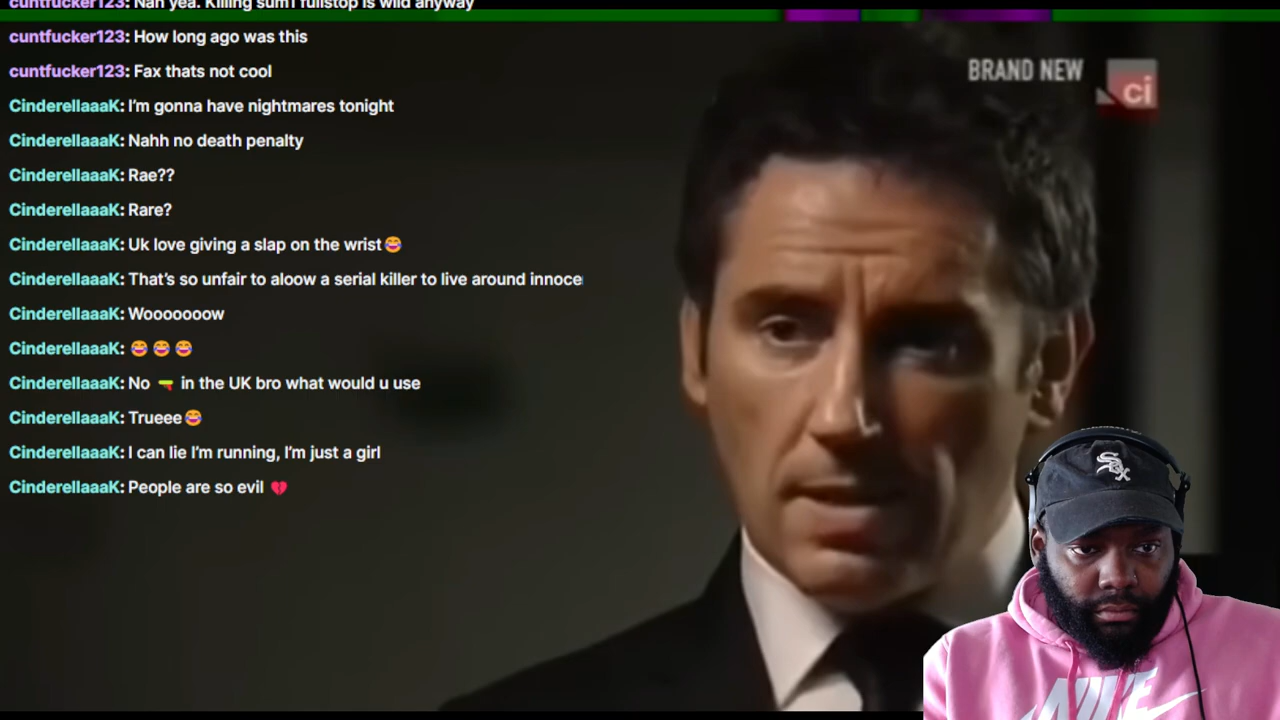 cuntfucker123: Nah yea. Killing sum1 fullstop is wild anyway
BRAND NEW
ci
cuntfucker123: How long ago was this
cuntfucker123: Fax thats not cool
CinderellaaaK: I'm gonna have nightmares tonight
CinderellaaaK: Nahh no death penalty
CinderellaaaK: Rae??
CinderellaaaK: Rare?
CinderellaaaK: Uk love giving a slap on the wrist😂
CinderellaaaK: That's so unfair to aloow a serial killer to live around innoce
CinderellaaaK: Wooooooow
CinderellaaaK: 😂 😂 😂
CinderellaaaK: No 🔫 in the UK bro what would u use
CinderellaaaK: Trueee😂
CinderellaaaK: I can lie I'm running, I'm just a girl
CinderellaaaK: People are so evil 💔
SOX
NIKE